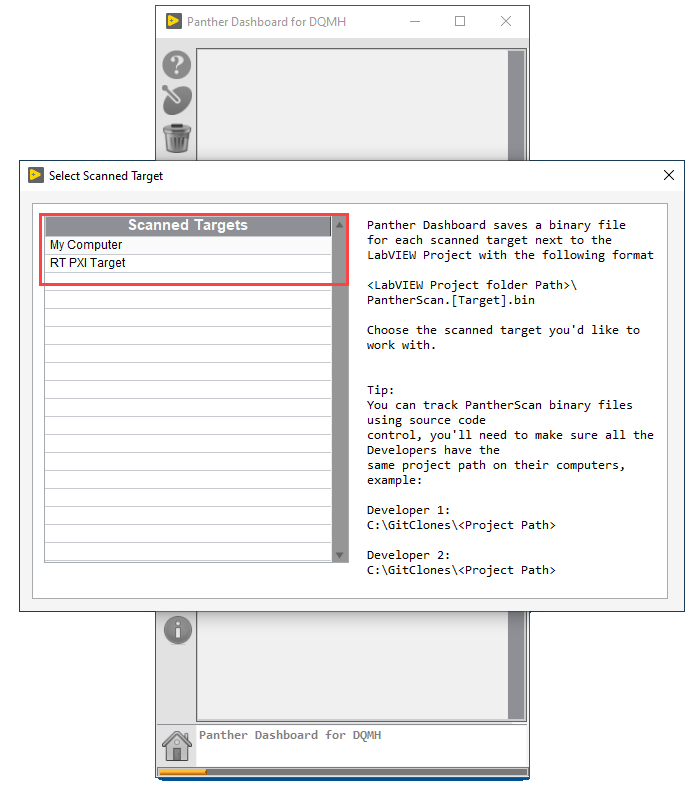 Panther Dashboard for DQMH
Select Scanned Target
Scanned Targets
My Computer
RT PXI Target
Panther Dashboard saves a binary file
for each scanned target next to the
LabVIEW Project with the following format
<LabVIEW Project folder Path>\
PantherScan.[Target].bin
Choose the scanned target you'd like to
work with.
Tip:
You can track PantherScan binary files
using source code
control, you'll need to make sure all the
Developers have the
same project path on their computers,
example:
Developer 1:
C:\GitClones\<Project Path>
Developer 2:
C:\GitClones\<Project Path>
Panther Dashboard for DQMH